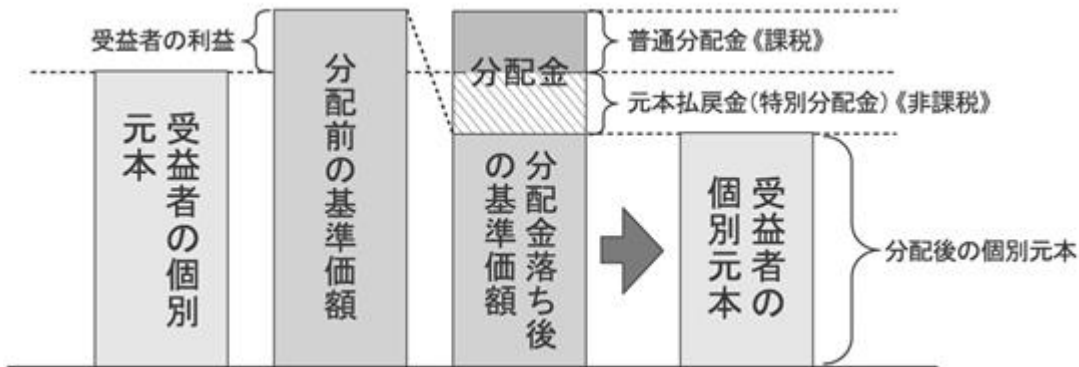 受益者の利益
受益者の個別
元本
分配前の基準価額
分配金
分配金落ち後
の基準価額
普通分配金《課税》
元本払戻金(特別分配金)《非課税》
受益者の
個別元本
分配後の個別元本